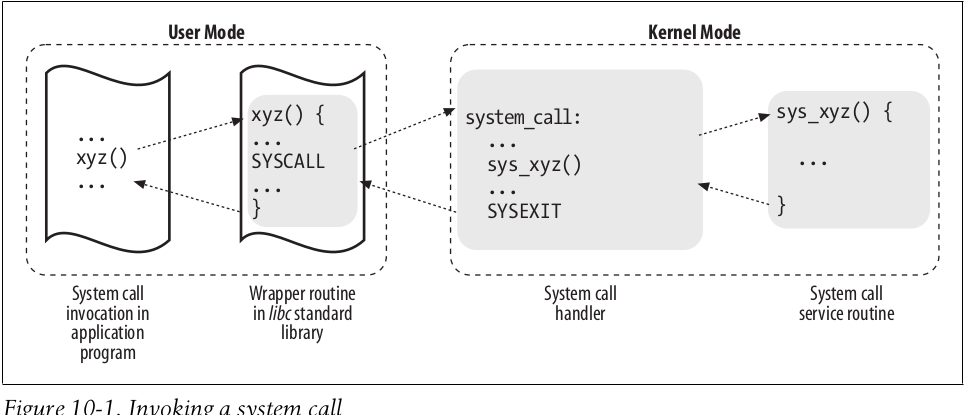 User Mode
Kernel Mode
...
xyz()
...
xyz() {
...
SYSCALL
...
}
system_call:
...
sys_xyz()
...
SYSEXIT
sys_xyz() {
...
}
System call
invocation in
application
program
Wrapper routine
in libc standard
library
System call
handler
System call
service routine
Figure 10-1. Invoking a system call